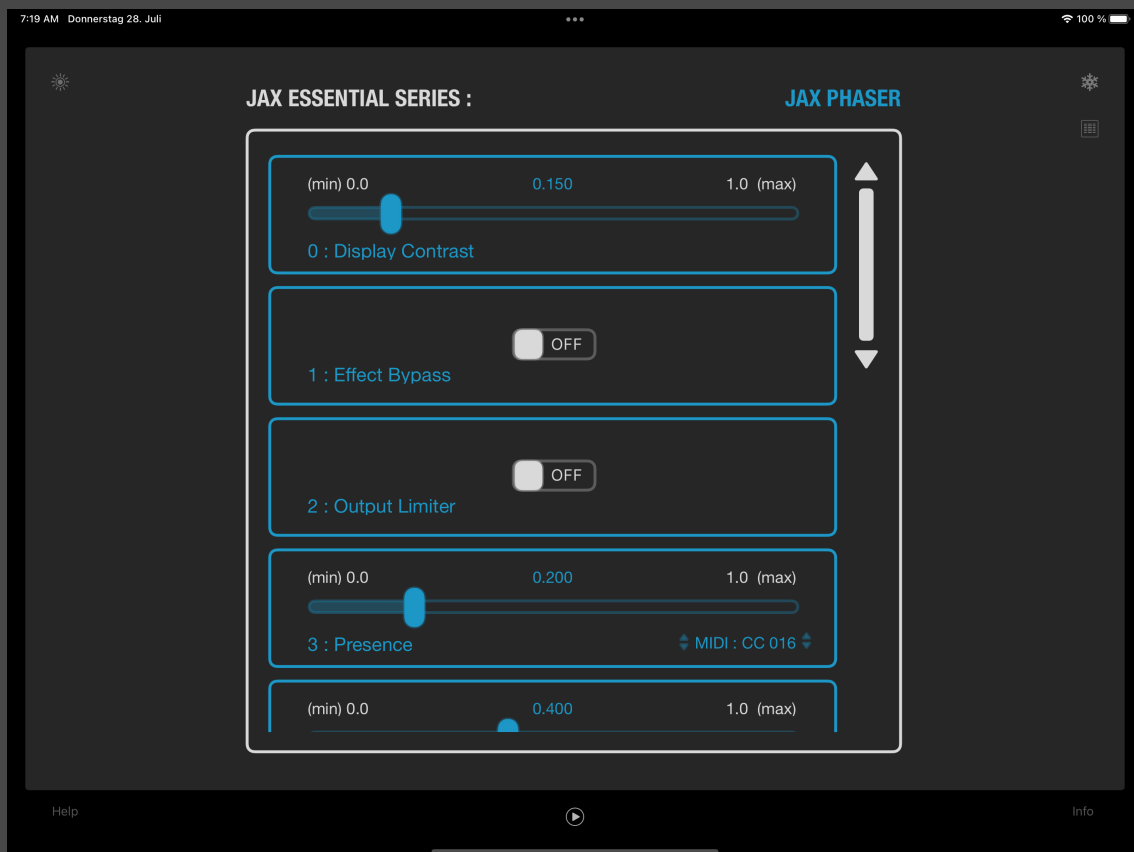 7:19 AM Donnerstag 28. Juli
100 %
JAX ESSENTIAL SERIES : JAX PHASER
(min) 0.0 0.150 1.0 (max)
0 : Display Contrast
OFF
1 : Effect Bypass
OFF
2 : Output Limiter
(min) 0.0 0.200 1.0 (max)
3 : Presence MIDI : CC 016
(min) 0.0 0.400 1.0 (max)
Help Info